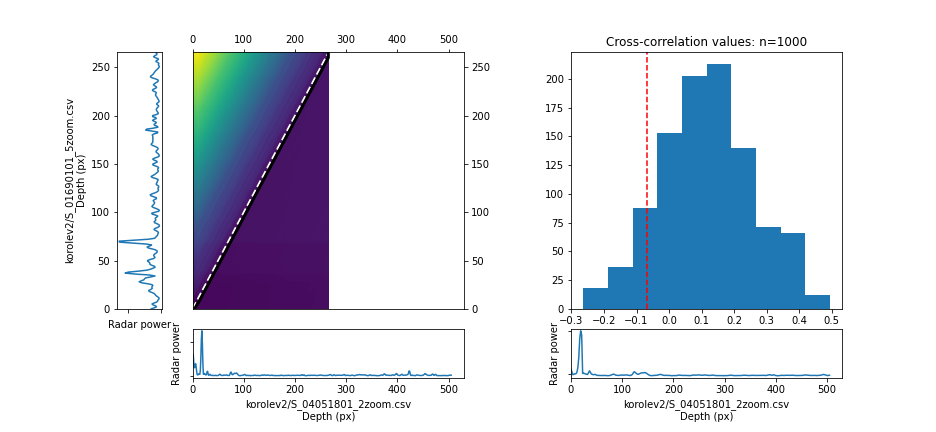 0 100 200 300 400 500
Cross-correlation values: n=1000
korolev2/S_01690101_5zoom.csv
Depth (px)
250
200
150
100
50
0
250
200
150
100
50
0
200
175
150
125
100
75
50
25
0
−0.3 −0.2 −0.1 0.0 0.1 0.2 0.3 0.4 0.5
Radar power
Radar power
0 100 200 300 400 500
korolev2/S_04051801_2zoom.csv
Depth (px)
Radar power
0 100 200 300 400 500
korolev2/S_04051801_2zoom.csv
Depth (px)